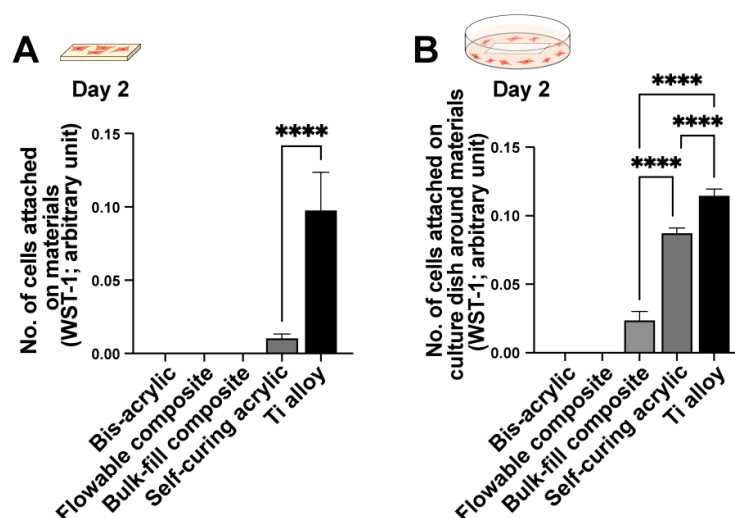 A
Day 2
No. of cells attached
on materials
(WST-1; arbitrary unit)
0.15
0.10
0.05
0.00
****
Bis-acrylic
Flowable composite
Bulk-fill composite
Self-curing acrylic
Ti alloy
B
Day 2
No. of cells attached on
culture dish around materials
(WST-1; arbitrary unit)
0.15
0.10
0.05
0.00
****
****
****
Bis-acrylic
Flowable composite
Bulk-fill composite
Self-curing acrylic
Ti alloy